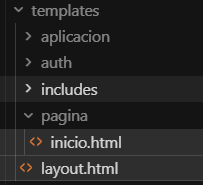 templates
aplicacion
auth
includes
pagina
<> inicio.html
<> layout.html